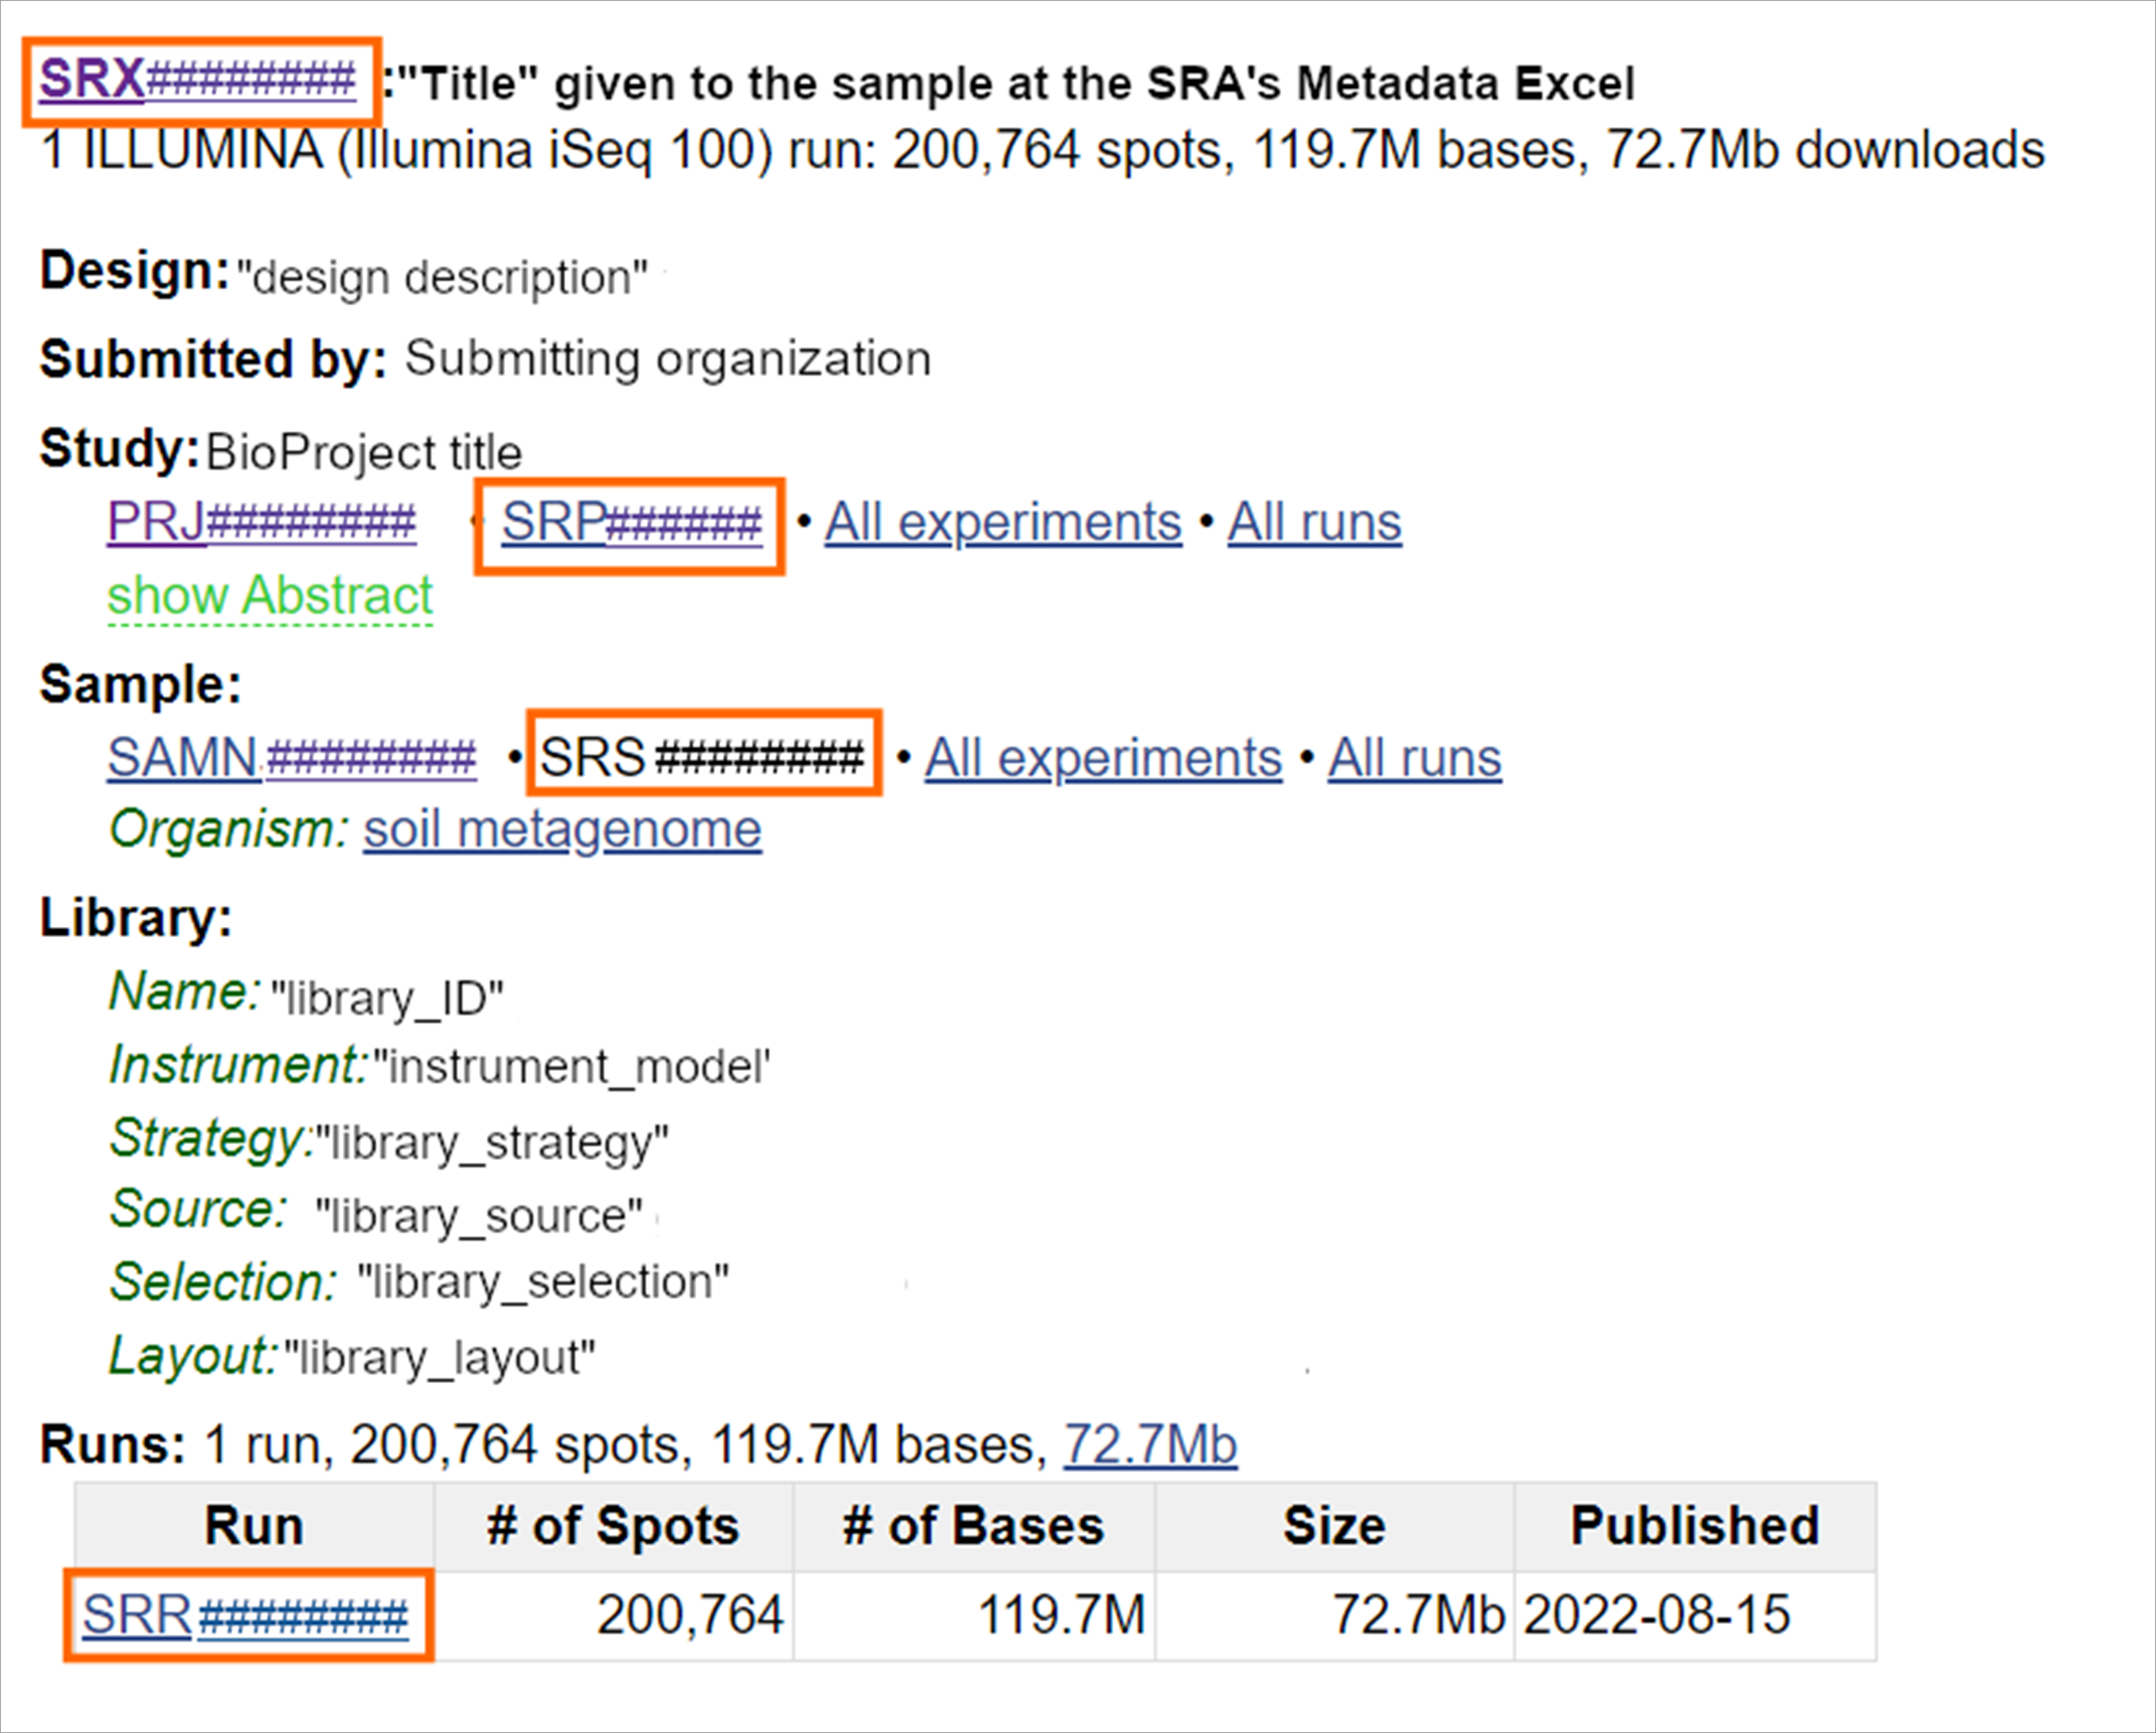 SRX########:"Title" given to the sample at the SRA's Metadata Excel
1 ILLUMINA (Illumina iSeq 100) run: 200,764 spots, 119.7M bases, 72.7Mb downloads
Design: "design description"
Submitted by: Submitting organization
Study: BioProject title
PRJ######## • SRP###### • All experiments • All runs
show Abstract
Sample:
SAMN ######## • SRS ######## • All experiments • All runs
Organism: soil metagenome
Library:
Name: "library_ID"
Instrument: "instrument_model'
Strategy: "library_strategy"
Source: "library_source"
Selection: "library_selection"
Layout: "library_layout"
Runs: 1 run, 200,764 spots, 119.7M bases, 72.7Mb
Run # of Spots # of Bases Size Published
SRR ######## 200,764 119.7M 72.7Mb 2022-08-15